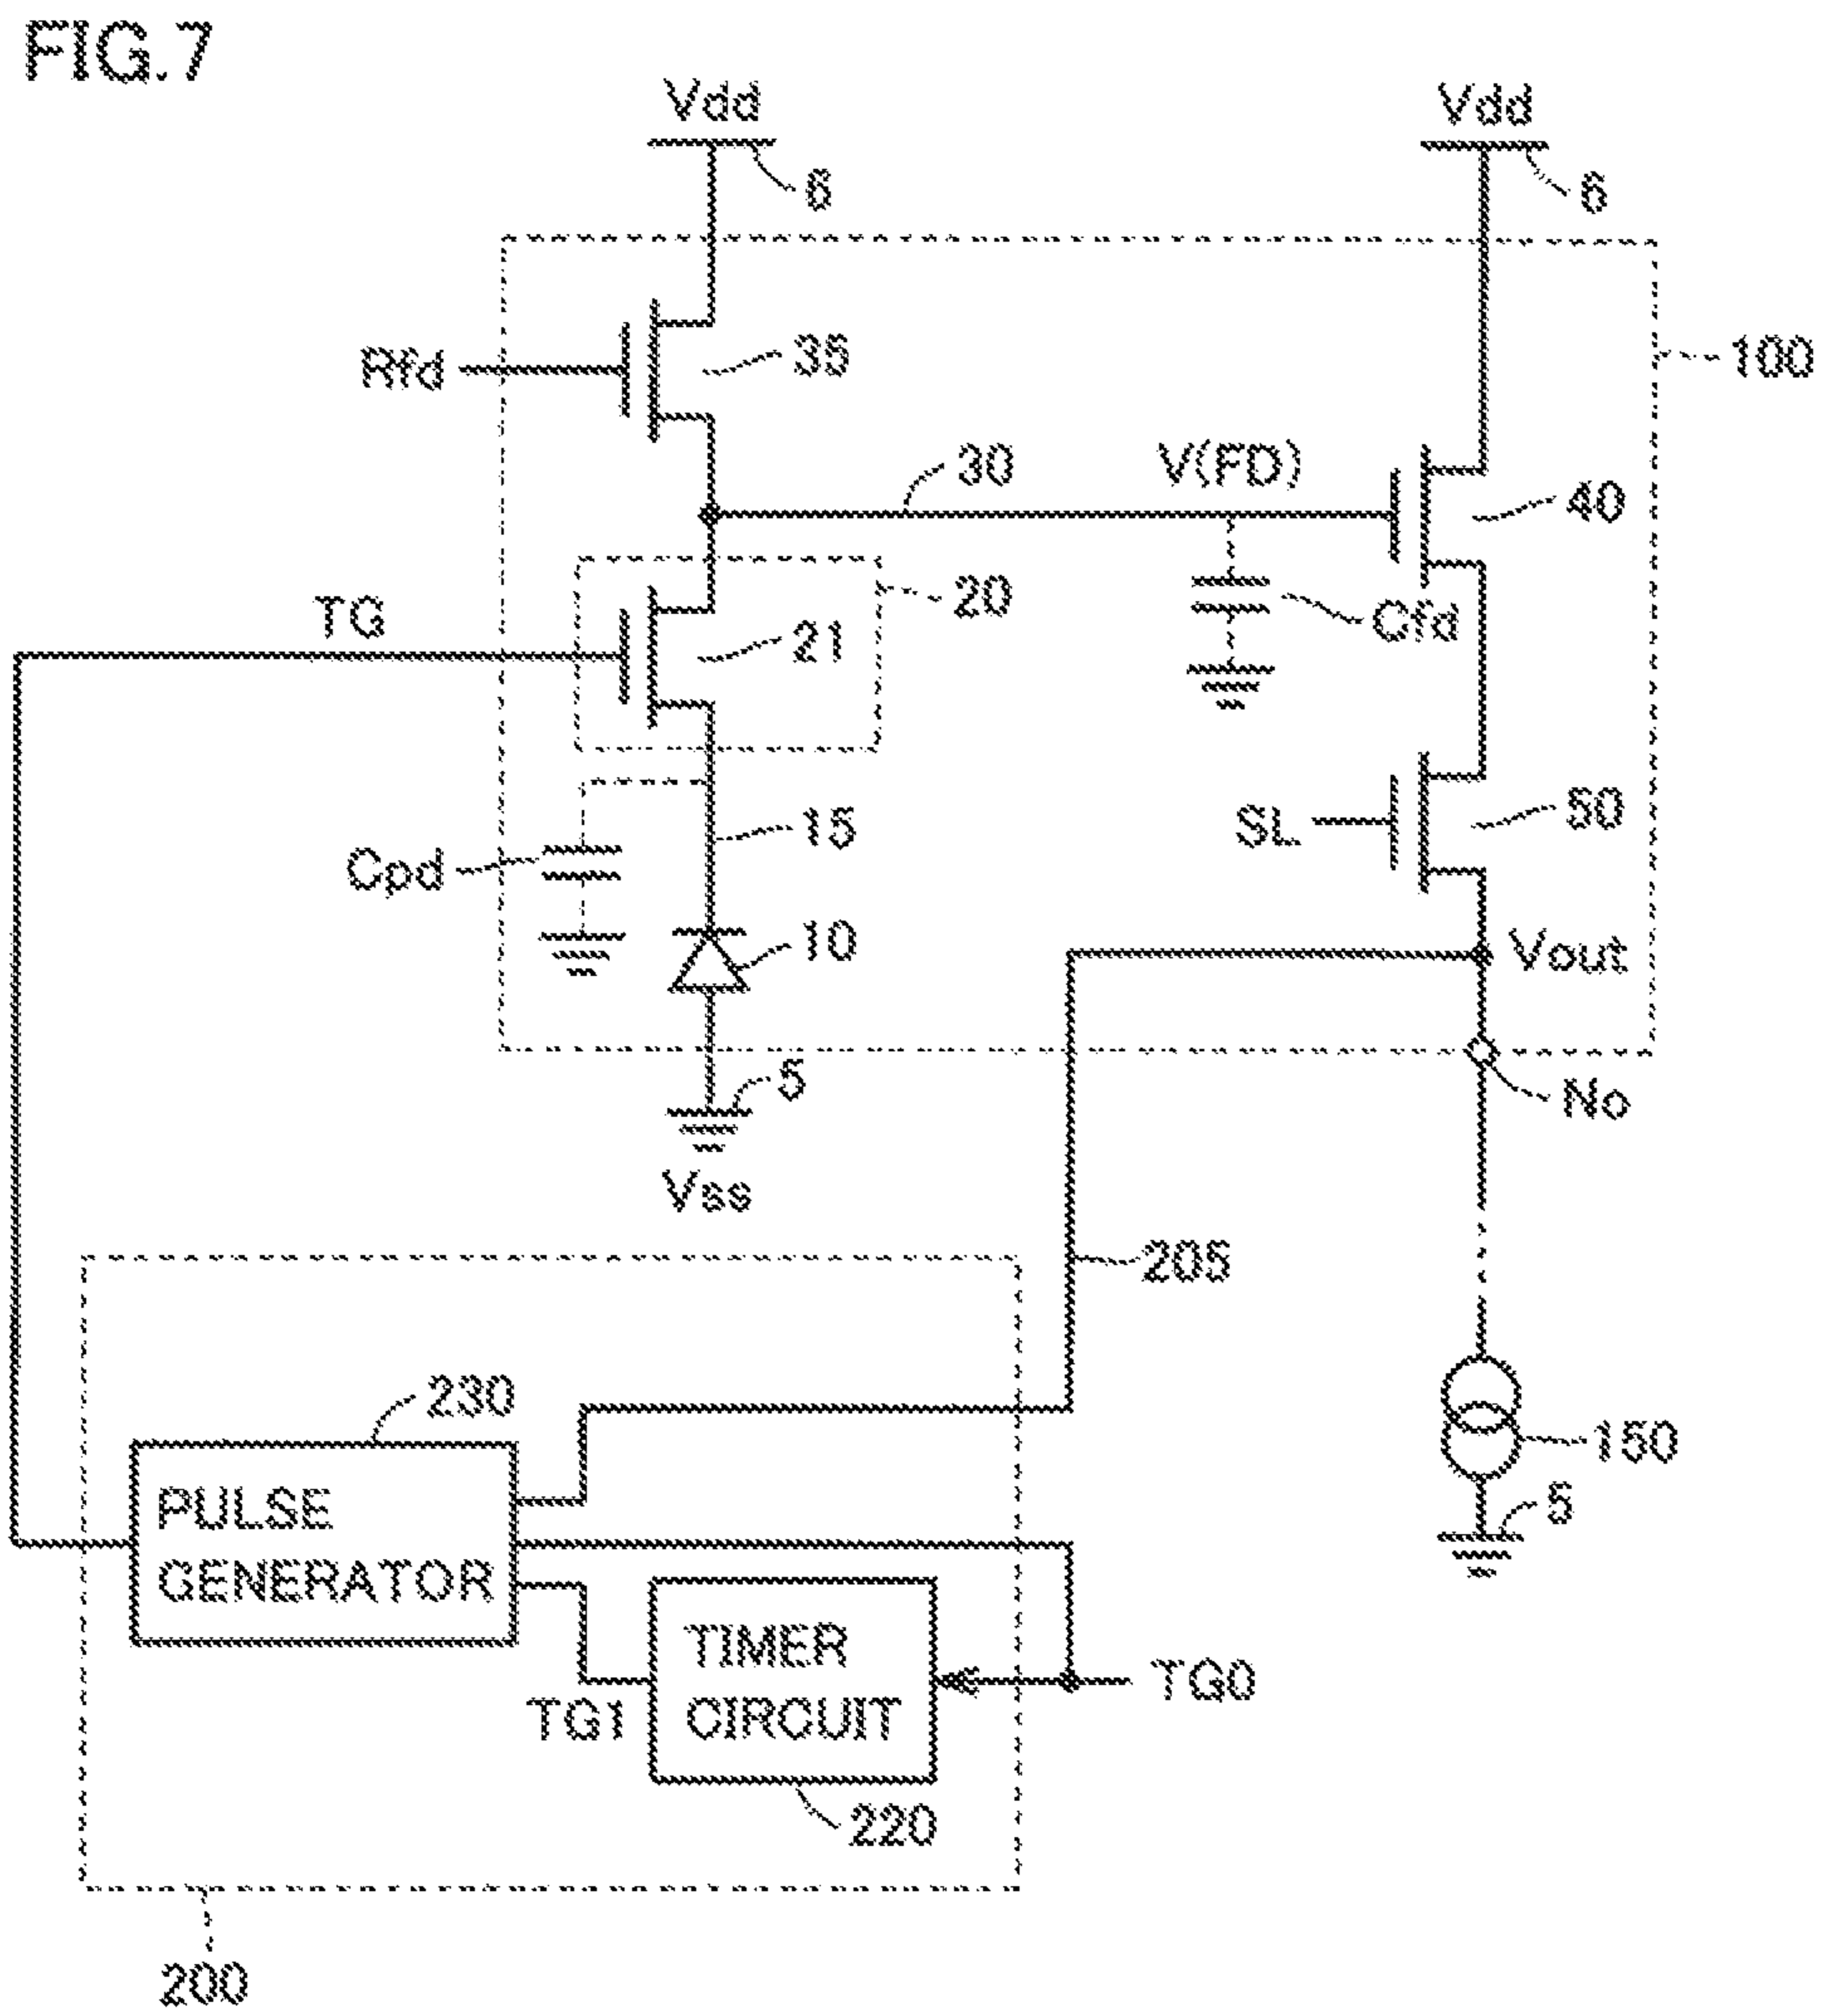 FIG.7
Vdd
Vdd
6
6
Rfd
35
100
30
V(FD)
40
TG
20
21
Cfd
Cpd
15
SL
50
10
Vout
5
No
Vss
205
230
150
PULSE
GENERATOR
5
TIMER
CIRCUIT
TG0
TG1
220
200